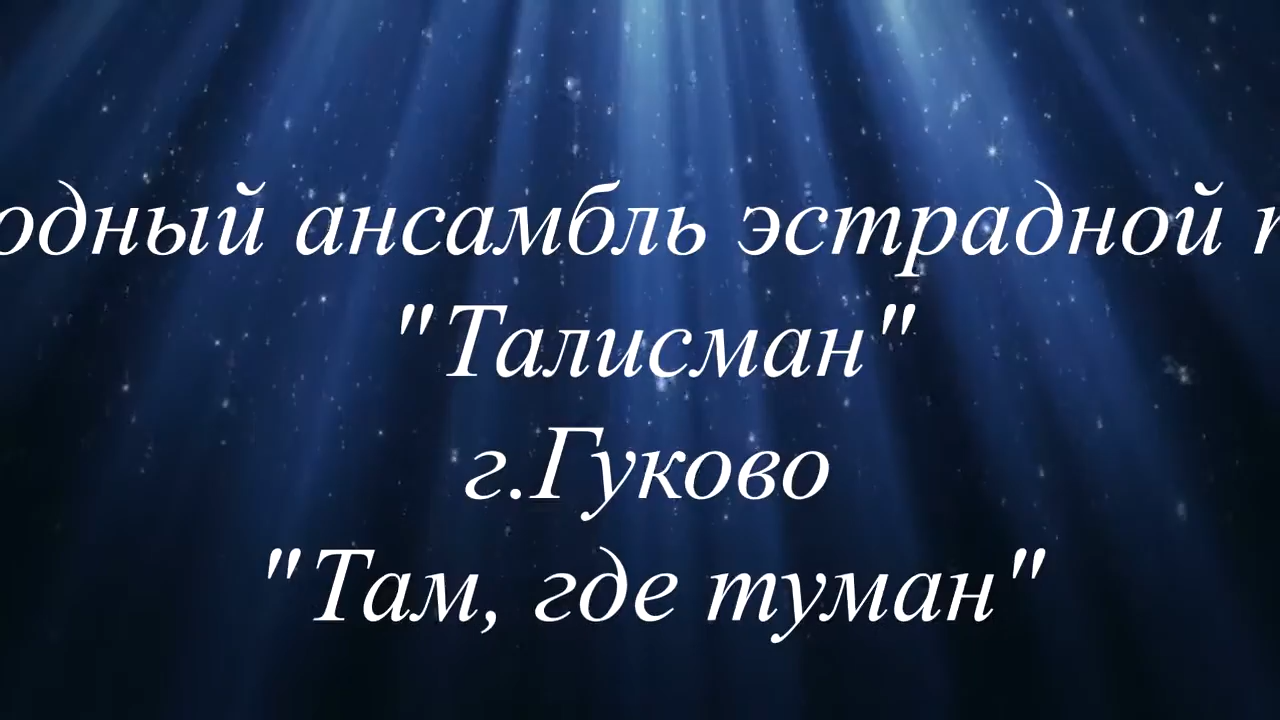 одный ансамбль эстрадной
"Талисман"
г.Гуково
"Там, где туман"